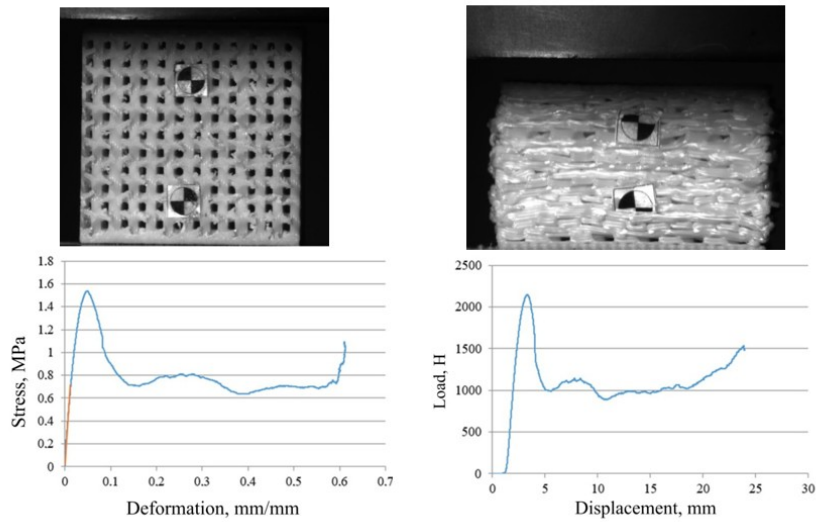 1.8
1.6
1.4
1.2
1
0.8
0.6
0.4
0.2
0
0 0.1 0.2 0.3 0.4 0.5 0.6 0.7
Stress, MPa
Deformation, mm/mm
2500
2000
1500
1000
500
0
0 5 10 15 20 25 30
Load, H
Displacement, mm